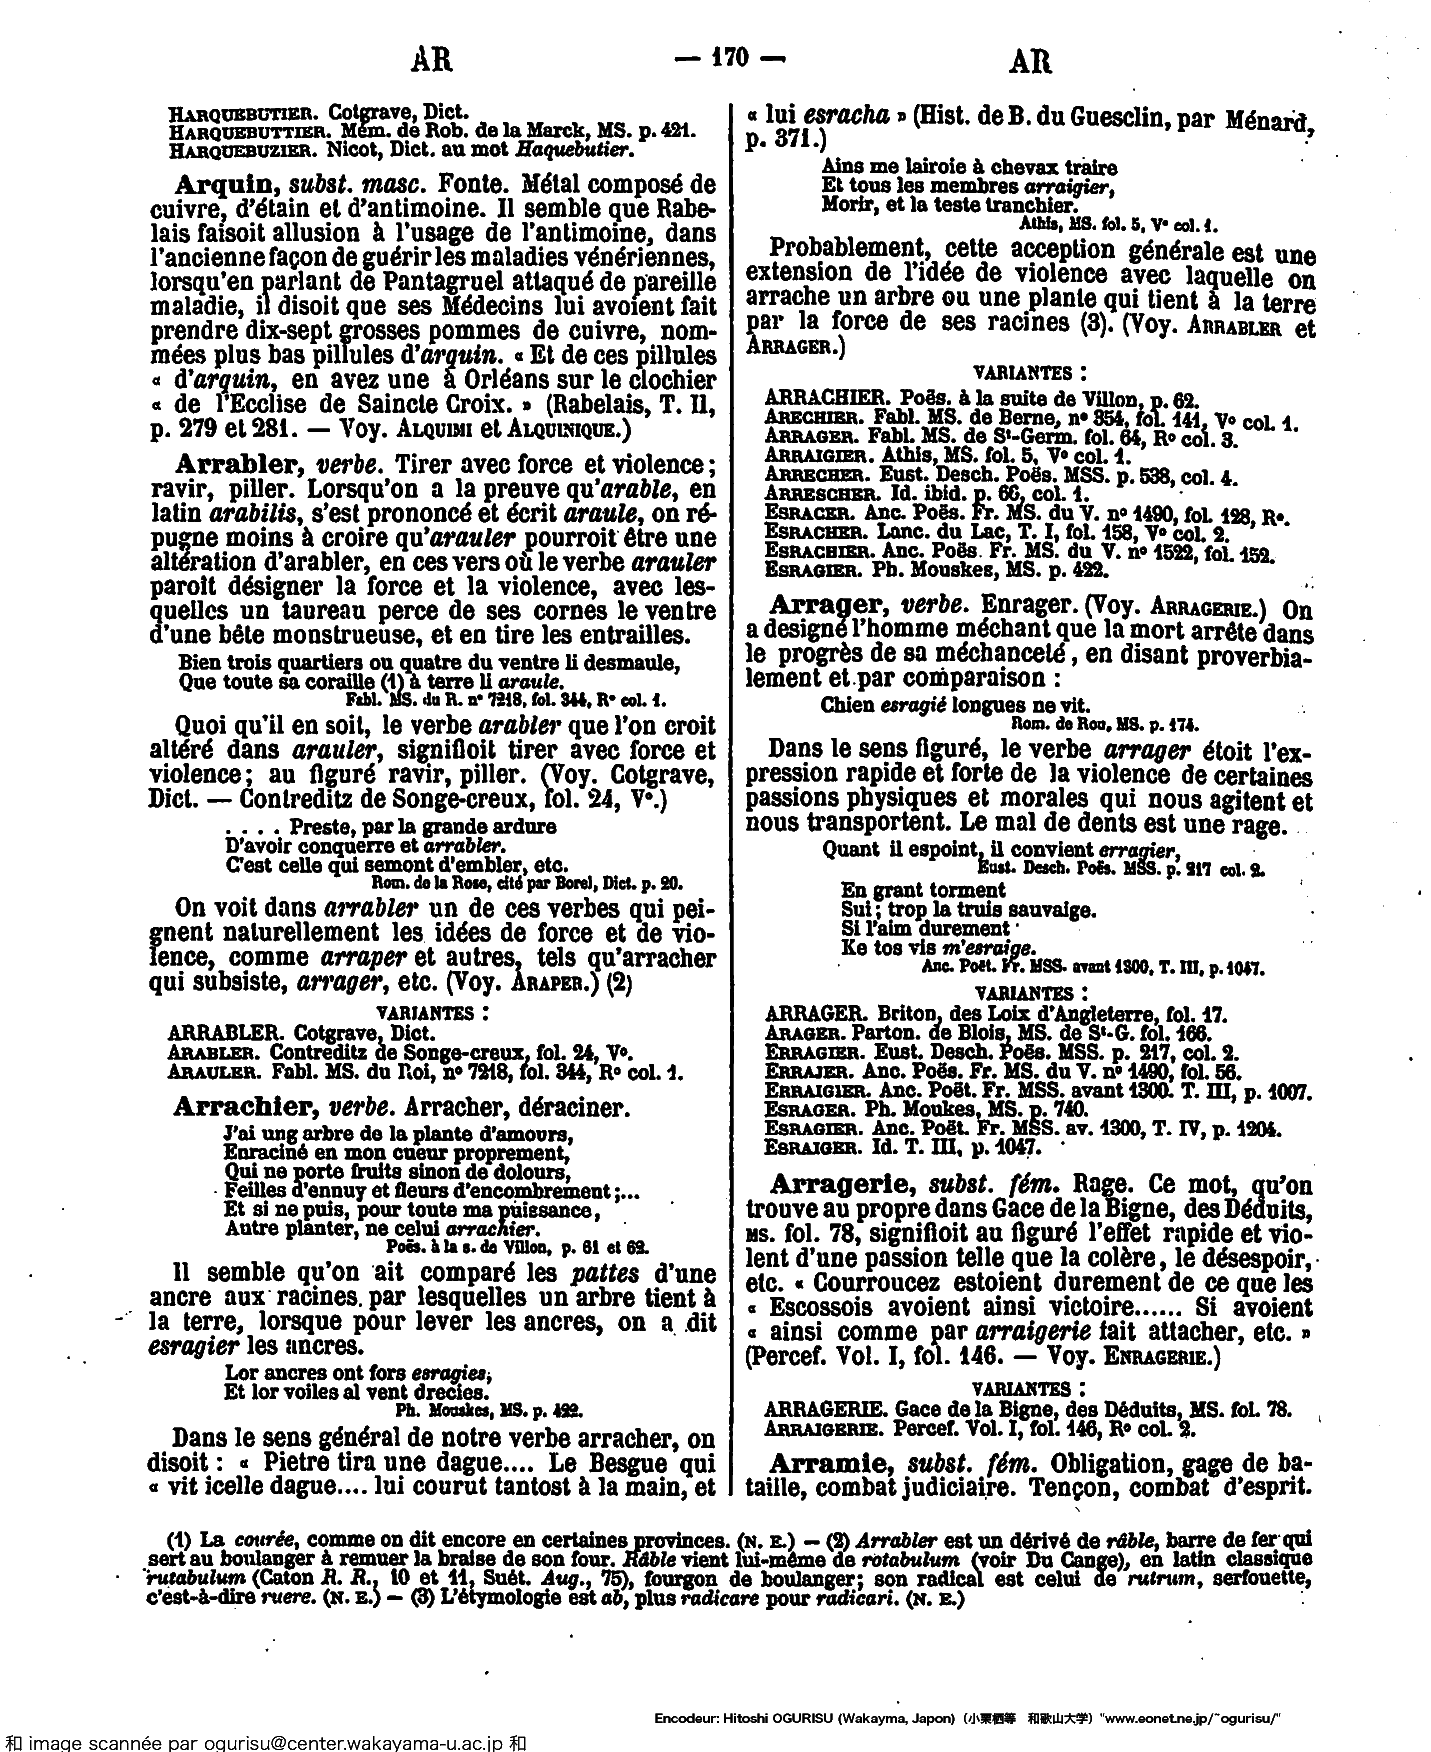 AR
— 170 —
AR
HARQUEBUTIER. Cotgrave, Dict.
HARQUEBUTTIER. Mém. de Rob. de la Marck, MS. p. 421.
HARQUEBUZIER. Nicot, Dict. au mot Haquebutier.
Arquin, subst. masc. Fonte. Métal composé de
cuivre, d'étain et d'antimoine. Il semble que Rabe-
lais faisoit allusion à l'usage de l'antimoine, dans
l'ancienne façon de guérir les maladies vénériennes,
lorsqu'en parlant de Pantagruel attaqué de pareille
maladie, il disoit que ses Médecins lui avoient fait
prendre dix-sept grosses pommes de cuivre, nom-
mées plus bas pillules d'arquin. « Et de ces pillules
« d'arquin, en avez une à Orléans sur le clochier
« de l'Ecclise de Saincte Croix. » (Rabelais, T. II,
p. 279 et 281. — Voy. ALQUIMI et ALQUINIQUE.)
Arrabler, verbe. Tirer avec force et violence;
ravir, piller. Lorsqu'on a la preuve qu'arable, en
latin arabilis, s'est prononcé et écrit araule, on ré-
pugne moins à croire qu'arauler pourroit être une
altération d'arabler, en ces vers où le verbe arauler
paroît désigner la force et la violence, avec les-
quelles un taureau perce de ses cornes le ventre
d'une bête monstrueuse, et en tire les entrailles.
Bien trois quartiers ou quatre du ventre li desmaule,
Que toute sa coraille (1) à terre li araule.
Fabl. MS. du R. nº 7218, fol. 344, Rº col. 1.
Quoi qu'il en soit, le verbe arabler que l'on croit
altéré dans arauler, signifioit tirer avec force et
violence; au figuré ravir, piller. (Voy. Cotgrave,
Dict. — Contreditz de Songe-creux, fol. 24, Vº.)
. . . . Preste, par la grande ardure
D'avoir conquerre et arrabler.
C'est celle qui semont d'embler, etc.
Rom. de la Rose, cité par Borel, Dict. p. 20.
On voit dans arrabler un de ces verbes qui pei-
gnent naturellement les idées de force et de vio-
lence, comme arraper et autres, tels qu'arracher
qui subsiste, arrager, etc. (Voy. ARAPER.) (2)
VARIANTES :
ARRABLER. Cotgrave, Dict.
ARABLER. Contreditz de Songe-creux, fol. 24, Vº.
ARAULER. Fabl. MS. du Roi, nº 7218, fol. 344, Rº col. 1.
Arrachier, verbe. Arracher, déraciner.
J'ai ung arbre de la plante d'amours,
Enraciné en mon cueur proprement,
Qui ne porte fruits sinon de dolours,
Feilles d'ennuy et fleurs d'encombrement;...
Et si ne puis, pour toute ma puissance,
Autre planter, ne celui arrachier.
Poës. à la s. de Villon, p. 61 et 62.
Il semble qu'on ait comparé les pattes d'une
ancre aux racines par lesquelles un arbre tient à
la terre, lorsque pour lever les ancres, on a dit
esragier les ancres.
Lor ancres ont fors esragies,
Et lor voiles al vent drecies.
Ph. Mouskes, MS. p. 422.
Dans le sens général de notre verbe arracher, on
disoit : « Pietre tira une dague.... Le Besgue qui
« vit icelle dague.... lui courut tantost à la main, et
« lui esracha » (Hist. de B. du Guesclin, par Ménard,
p. 371.)
Ains me lairoie à chevax traire
Et tous les membres arraigier,
Morir, et la teste tranchier.
Athis, MS. fol. 5, Vº col. 1.
Probablement, cette acception générale est une
extension de l'idée de violence avec laquelle on
arrache un arbre ou une plante qui tient à la terre
par la force de ses racines (3). (Voy. ARRABLER et
ARRAGER.)
VARIANTES :
ARRACHIER. Poës. à la suite de Villon, p. 62.
ARECHIER. Fabl. MS. de Berne, nº 354, fol. 141, Vº col. 1.
ARRAGER. Fabl. MS. de St-Germ. fol. 64, Rº col. 3.
ARRAIGIER. Athis, MS. fol. 5, Vº col. 1.
ARRECHER. Eust. Desch. Poës. MSS. p. 538, col. 4.
ARRESCHER. Id. ibid. p. 66, col. 1.
ESRACER. Anc. Poës. Fr. MS. du V. nº 1490, fol. 128, Rº.
ESRACHER. Lanc. du Lac, T. I, fol. 158, Vº col. 2.
ESRACHIER. Anc. Poës. Fr. MS. du V. nº 1522, fol. 152.
ESRAGIER. Ph. Mouskes, MS. p. 422.
Arrager, verbe. Enrager. (Voy. ARRAGERIE.) On
a designé l'homme méchant que la mort arrête dans
le progrès de sa méchanceté, en disant proverbia-
lement et par comparaison :
Chien esragié longues ne vit.
Rom. de Rou, MS. p. 174.
Dans le sens figuré, le verbe arrager étoit l'ex-
pression rapide et forte de la violence de certaines
passions physiques et morales qui nous agitent et
nous transportent. Le mal de dents est une rage.
Quant il espoint, il convient erragier,
Eust. Desch. Poës. MSS. p. 217 col. 2.
En grant torment
Sui; trop la truis sauvaige.
Si l'aim durement
Ke tos vis m'esraige.
Anc. Poët. Fr. MSS. avant 1300, T. III, p. 1047.
VARIANTES :
ARRAGER. Briton, des Loix d'Angleterre, fol. 17.
ARAGER. Parton. de Blois, MS. de St-G. fol. 166.
ERRAGIER. Eust. Desch. Poës. MSS. p. 217, col. 2.
ERRAJER. Anc. Poës. Fr. MS. du V. nº 1490, fol. 56.
ERRAIGIER. Anc. Poët. Fr. MSS. avant 1300. T. III, p. 1007.
ESRAGER. Ph. Moukes, MS. p. 740.
ESRAGIER. Anc. Poët. Fr. MSS. av. 1300, T. IV, p. 1204.
ESRAIGER. Id. T. III, p. 1047.
Arragerie, subst. fém. Rage. Ce mot, qu'on
trouve au propre dans Gace de la Bigne, des Déduits,
MS. fol. 78, signifioit au figuré l'effet rapide et vio-
lent d'une passion telle que la colère, le désespoir,
etc. « Courroucez estoient durement de ce que les
« Escossois avoient ainsi victoire...... Si avoient
« ainsi comme par arraigerie fait attacher, etc. »
(Percef. Vol. I, fol. 146. — Voy. ENRAGERIE.)
VARIANTES :
ARRAGERIE. Gace de la Bigne, des Déduits, MS. fol. 78.
ARRAIGERIE. Percef. Vol. I, fol. 146, Rº col. 2.
Arramie, subst. fém. Obligation, gage de ba-
taille, combat judiciaire. Tençon, combat d'esprit.
(1) La courée, comme on dit encore en certaines provinces. (N. E.) — (2) Arrabler est un dérivé de râble, barre de fer qui
sert au boulanger à remuer la braise de son four. Râble vient lui-même de rotabulum (voir Du Cange), en latin classique
rutabulum (Caton R. R., 10 et 11, Suét. Aug., 75), fourgon de boulanger; son radical est celui de rutrum, serfouette,
c'est-à-dire ruere. (N. E.) — (3) L'étymologie est ab, plus radicare pour radicari. (N. E.)
Encodeur: Hitoshi OGURISU (Wakayma, Japon) (小栗栖等 和歌山大学) "www.eonet.ne.jp/~ogurisu/"
和 image scannée par ogurisu@center.wakayama-u.ac.jp 和